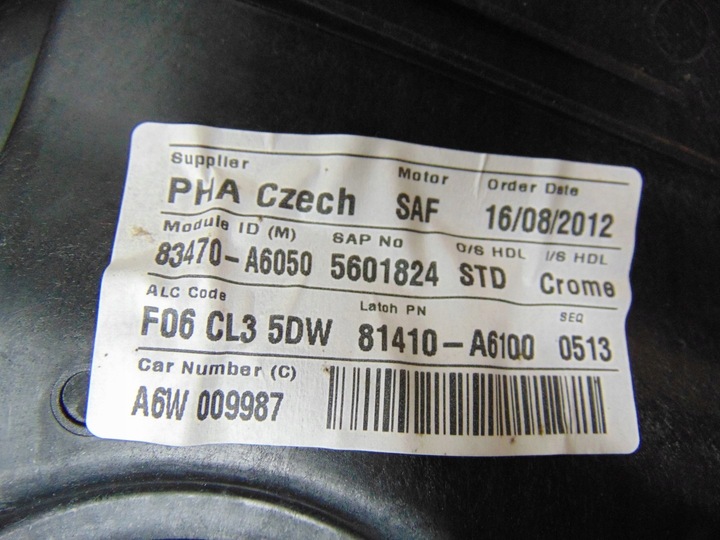 Supplier Motor Order Date
PHA Czech SAF 16/08/2012
Module ID (M) SAP No O/S HDL I/S HDL
83470-A6050 5601824 STD Crome
ALC Code Latch PN SEQ
F06 CL3 5DW 81410-A6100 0513
Car Number (C)
A6W 009987